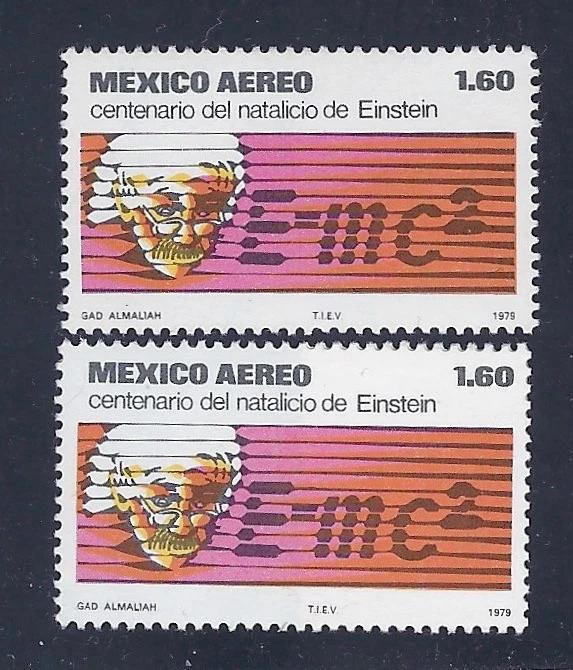 MEXICO AEREO 1.60
centenario del natalicio de Einstein
E=mc²
GAD ALMALIAH T.I.E.V. 1979
MEXICO AEREO 1.60
centenario del natalicio de Einstein
E=mc²
GAD ALMALIAH T.I.E.V. 1979